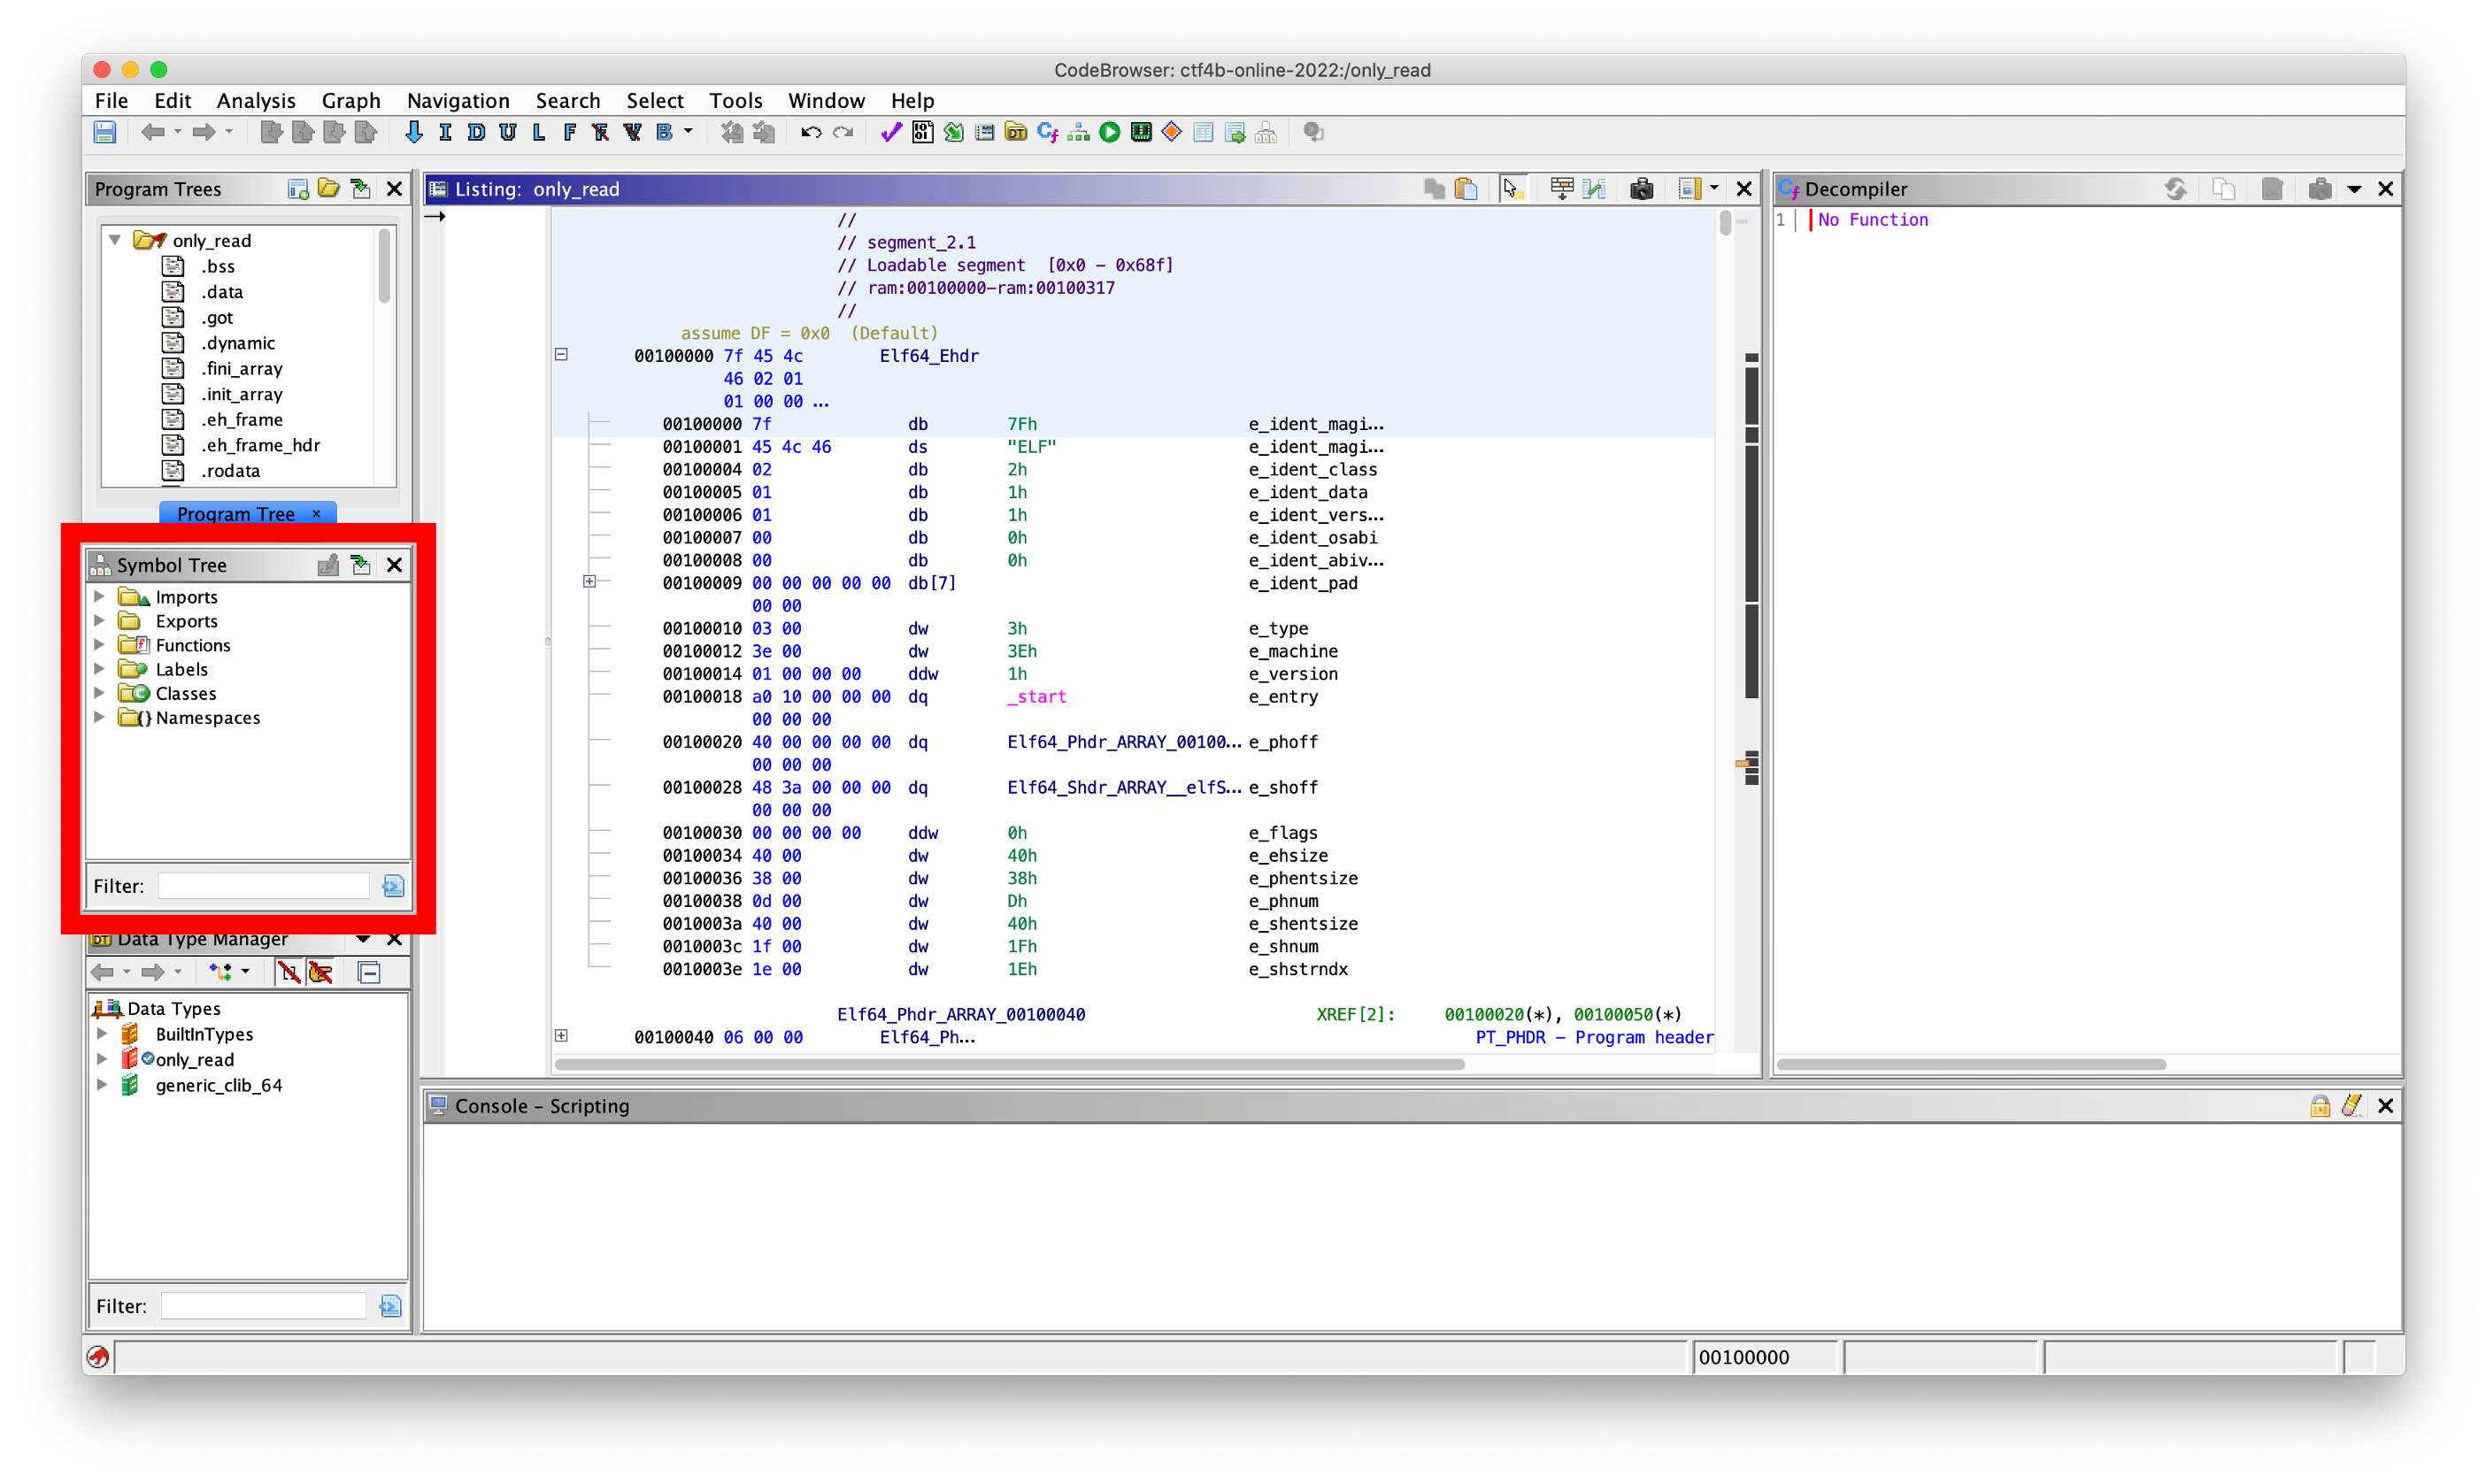 CodeBrowser: ctf4b-online-2022:/only_read
File Edit Analysis Graph Navigation Search Select Tools Window Help
I D U L F F V B
Program Trees
only_read
.bss
.data
.got
.dynamic
.fini_array
.init_array
.eh_frame
.eh_frame_hdr
.rodata
Program Tree ×
Symbol Tree
Imports
Exports
Functions
Labels
Classes
Namespaces
Filter:
Data Type Manager
Data Types
BuiltInTypes
only_read
generic_clib_64
Filter:
Listing: only_read
//
// segment_2.1
// Loadable segment [0x0 - 0x68f]
// ram:00100000-ram:00100317
//
assume DF = 0x0 (Default)
00100000 7f 45 4c Elf64_Ehdr
46 02 01
01 00 00 ...
00100000 7f db 7Fh e_ident_magi...
00100001 45 4c 46 ds "ELF" e_ident_magi...
00100004 02 db 2h e_ident_class
00100005 01 db 1h e_ident_data
00100006 01 db 1h e_ident_vers...
00100007 00 db 0h e_ident_osabi
00100008 00 db 0h e_ident_abiv...
00100009 00 00 00 00 00 db[7] e_ident_pad
00 00
00100010 03 00 dw 3h e_type
00100012 3e 00 dw 3Eh e_machine
00100014 01 00 00 00 ddw 1h e_version
00100018 a0 10 00 00 00 dq _start e_entry
00 00 00
00100020 40 00 00 00 00 dq Elf64_Phdr_ARRAY_00100... e_phoff
00 00 00
00100028 48 3a 00 00 00 dq Elf64_Shdr_ARRAY__elfS... e_shoff
00 00 00
00100030 00 00 00 00 ddw 0h e_flags
00100034 40 00 dw 40h e_ehsize
00100036 38 00 dw 38h e_phentsize
00100038 0d 00 dw Dh e_phnum
0010003a 40 00 dw 40h e_shentsize
0010003c 1f 00 dw 1Fh e_shnum
0010003e 1e 00 dw 1Eh e_shstrndx
Elf64_Phdr_ARRAY_00100040 XREF[2]: 00100020(*), 00100050(*)
00100040 06 00 00 Elf64_Ph... PT_PHDR - Program header
Decompiler
1 No Function
Console - Scripting
00100000